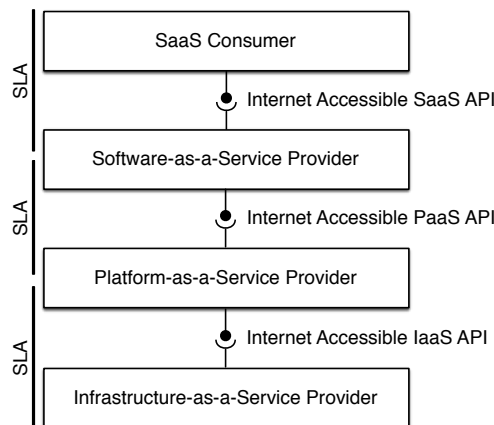 SaaS Consumer
SLA
Internet Accessible SaaS API
Software-as-a-Service Provider
SLA
Internet Accessible PaaS API
Platform-as-a-Service Provider
SLA
Internet Accessible IaaS API
Infrastructure-as-a-Service Provider